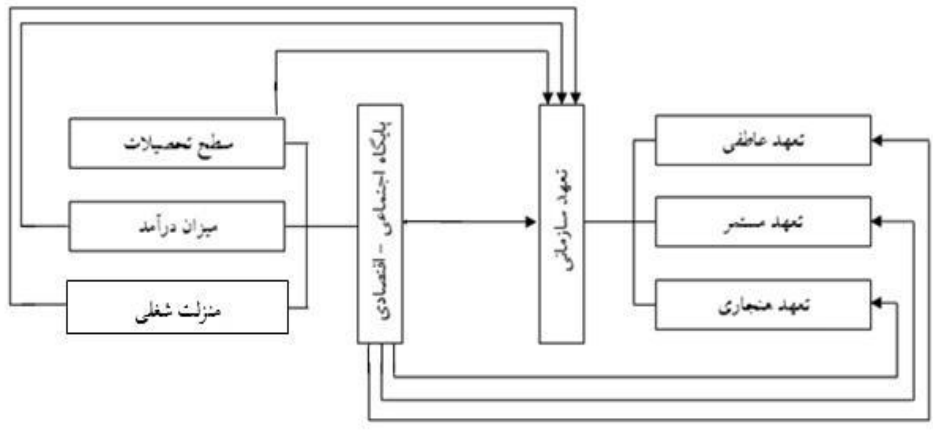 سطح تحصیلات
میزان درآمد
منزلت شغلی
پایگاه اجتماعی - اقتصادی
تعهد سازمانی
تعهد عاطفی
تعهد مستمر
تعهد هنجاری